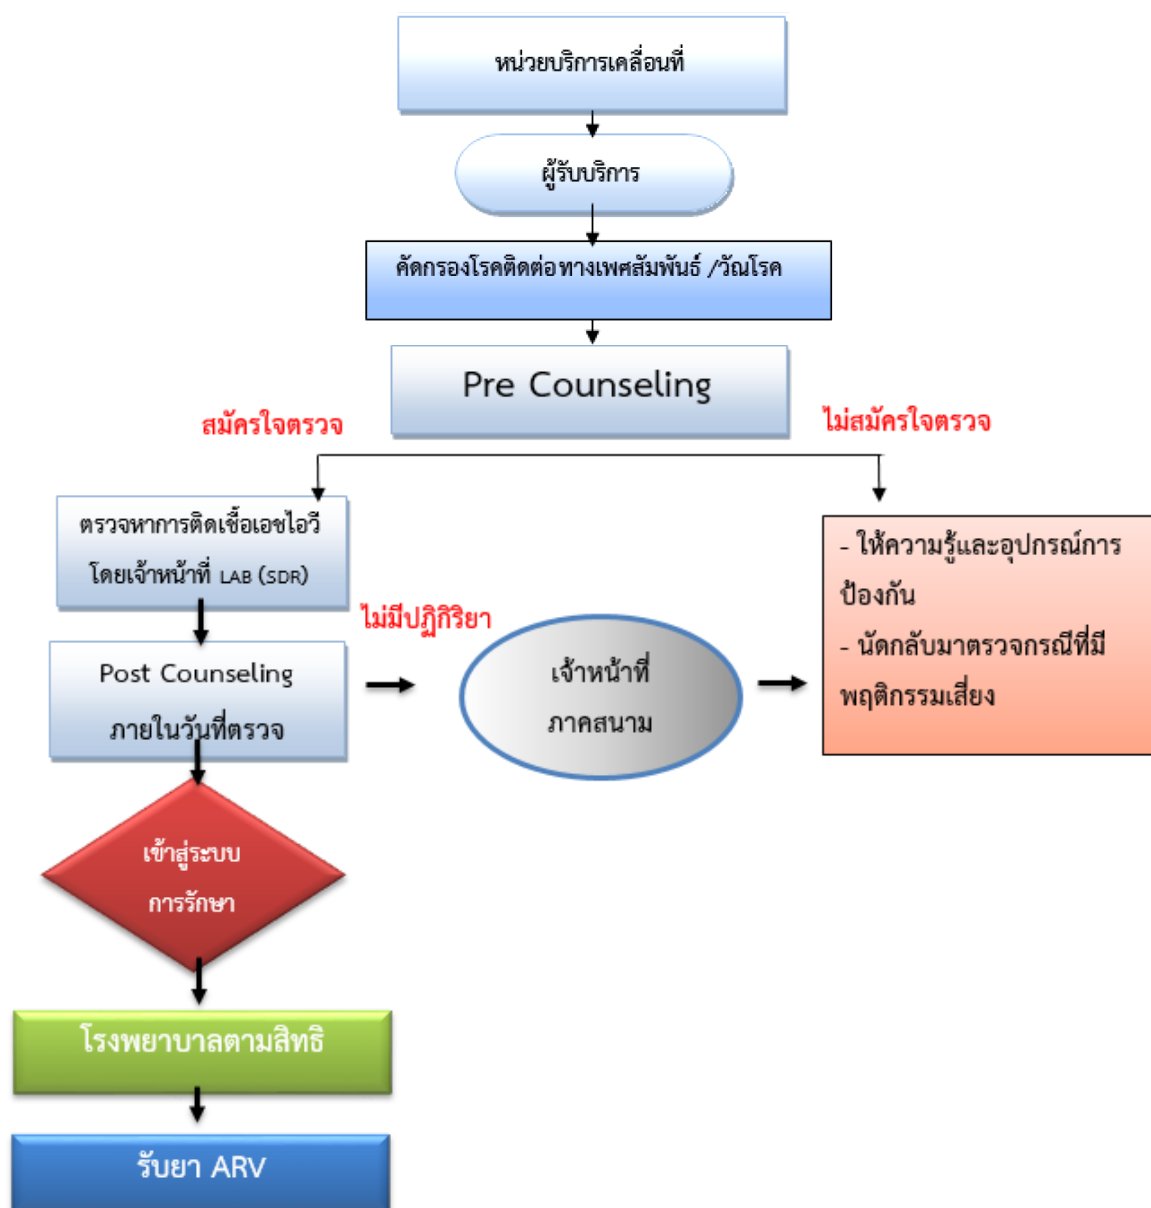 หน่วยบริการเคลื่อนที่
ผู้รับบริการ
คัดกรองโรคติดต่อทางเพศสัมพันธ์ /วัณโรค
Pre Counseling
สมัครใจตรวจ
ไม่สมัครใจตรวจ
ตรวจหาการติดเชื้อเอชไอวี
โดยเจ้าหน้าที่ LAB (SDR)
- ให้ความรู้และอุปกรณ์การ
ป้องกัน
- นัดกลับมาตรวจกรณีที่มี
พฤติกรรมเสี่ยง
ไม่มีปฏิกิริยา
Post Counseling
ภายในวันที่ตรวจ
เจ้าหน้าที่
ภาคสนาม
เข้าสู่ระบบ
การรักษา
โรงพยาบาลตามสิทธิ
รับยา ARV